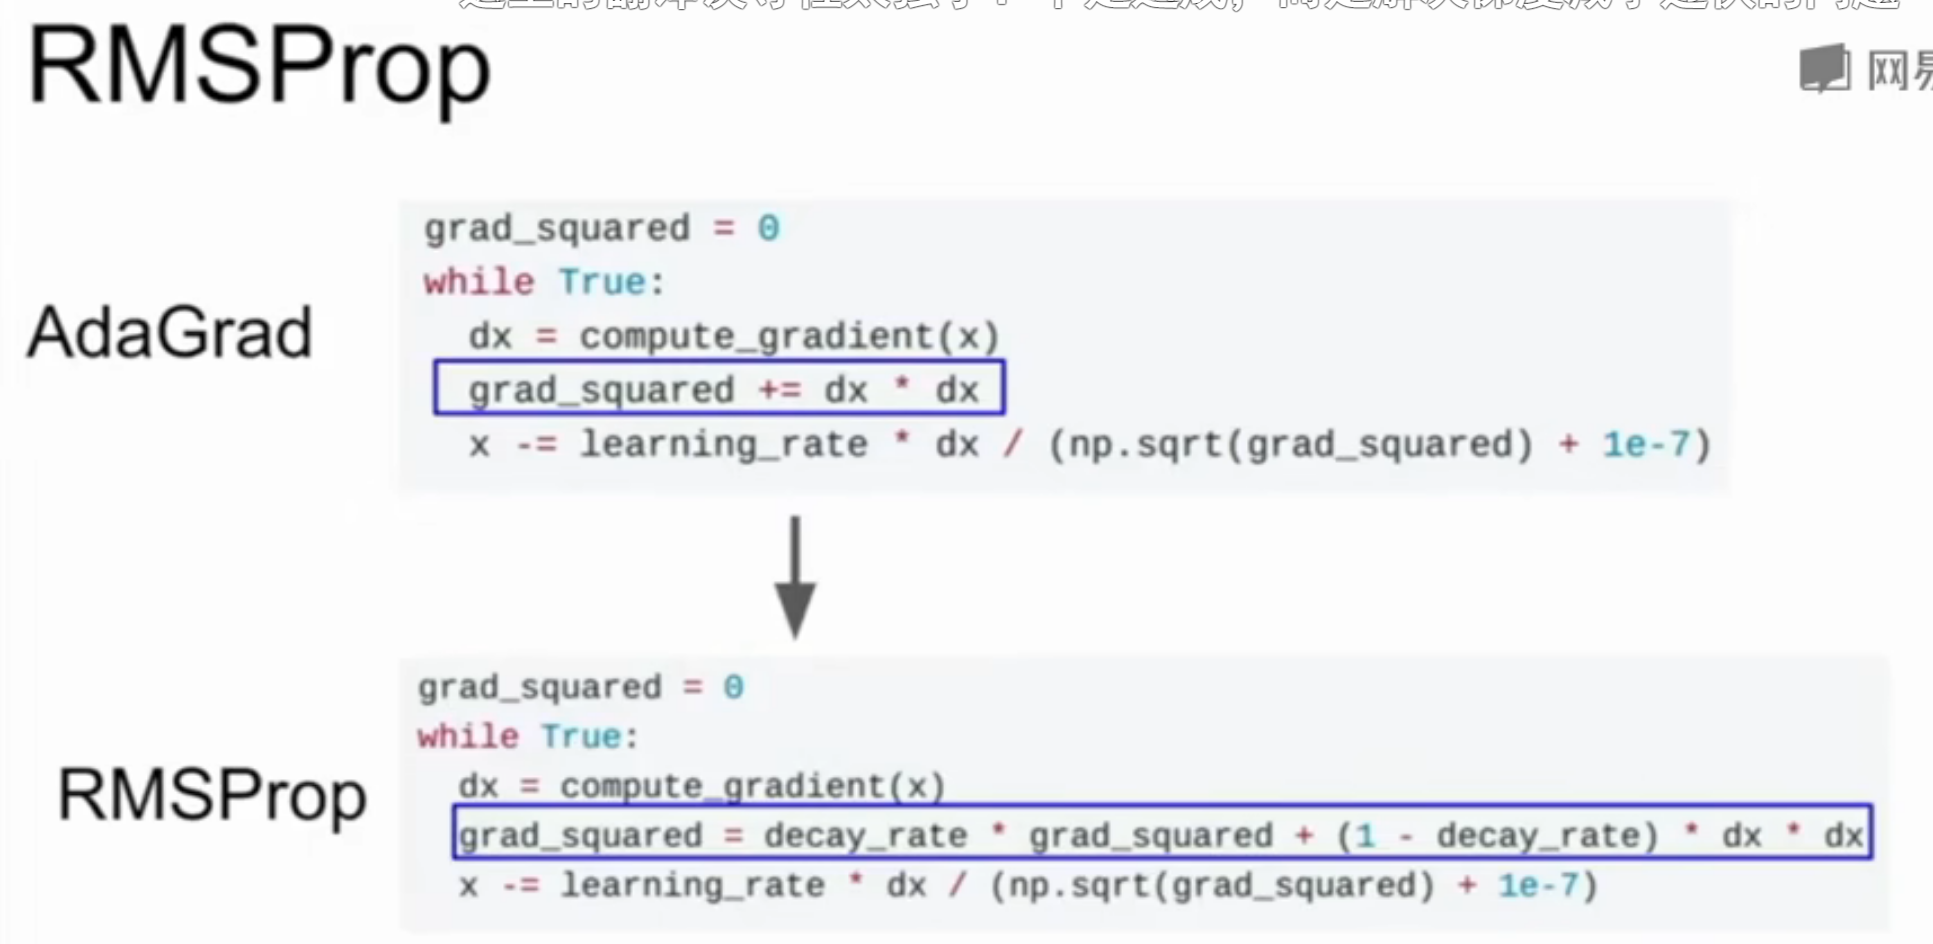 RMSProp
网易
AdaGrad
grad_squared = 0
while True:
dx = compute_gradient(x)
grad_squared += dx * dx
x -= learning_rate * dx / (np.sqrt(grad_squared) + 1e-7)
RMSProp
grad_squared = 0
while True:
dx = compute_gradient(x)
grad_squared = decay_rate * grad_squared + (1 - decay_rate) * dx * dx
x -= learning_rate * dx / (np.sqrt(grad_squared) + 1e-7)